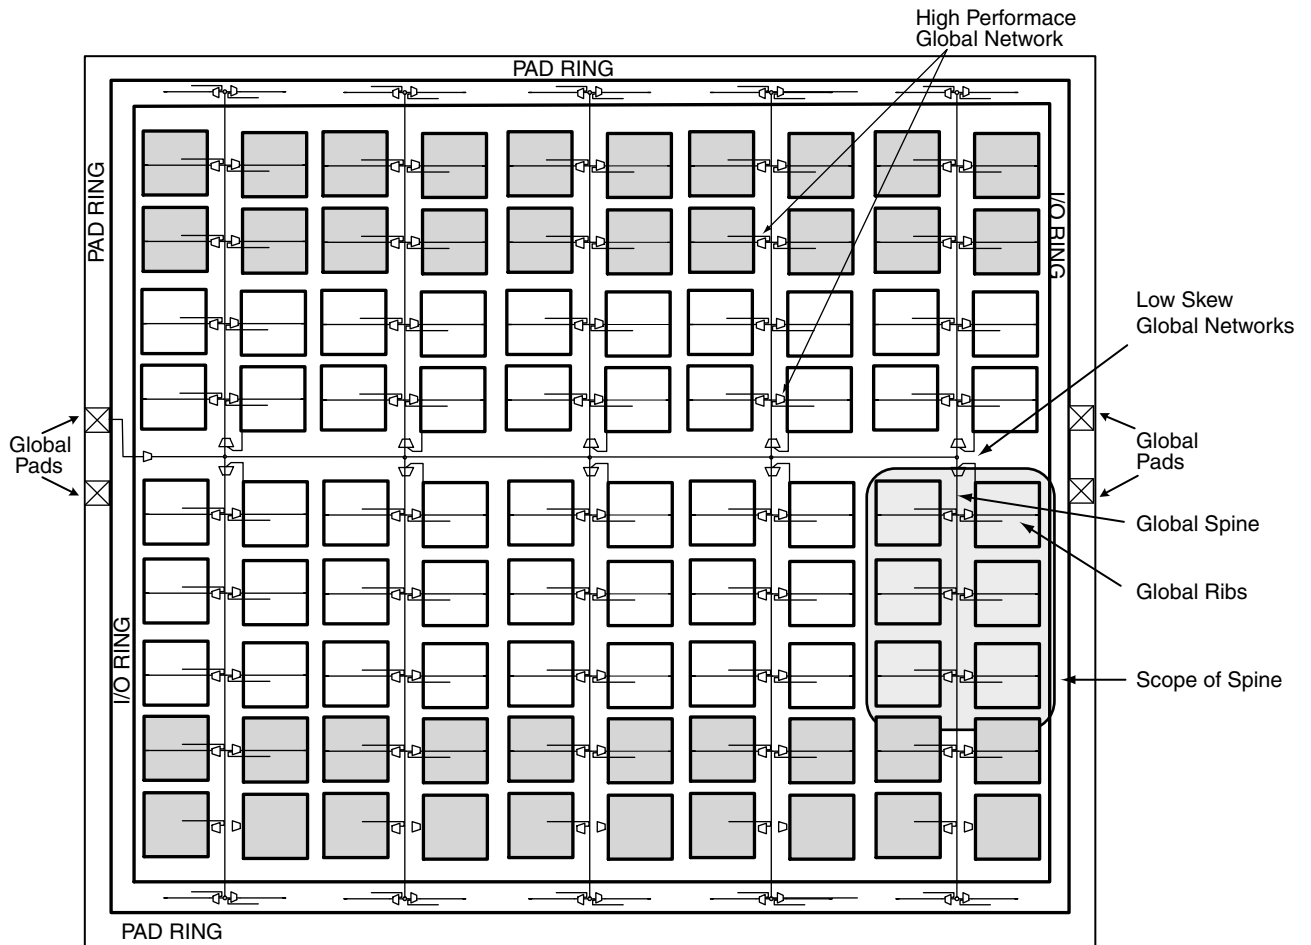 High Performace
Global Network
PAD RING
PAD RING
I/O RING
Low Skew
Global Networks
Global
Pads
Global
Pads
Global Spine
Global Ribs
I/O RING
Scope of Spine
PAD RING